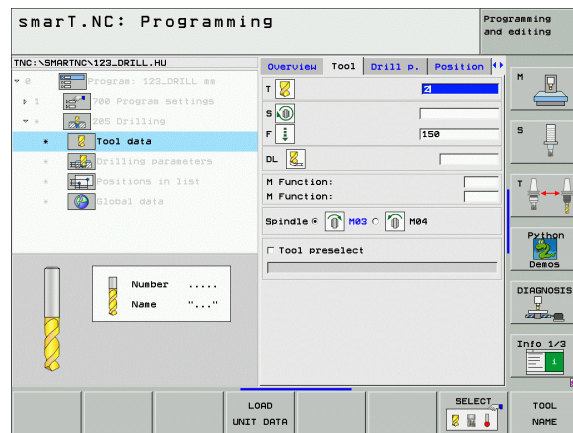 smarT.NC: Programming
Programming and editing
TNC:\SMARTNC\123_DRILL.HU
0 Program: 123_DRILL mm
1 700 Program settings
* 205 Drilling
* Tool data
* Drilling parameters
* Positions in list
* Global data
Overview Tool Drill p. Position
T 2
S
F 150
DL
M Function:
M Function:
Spindle M03 M04
Tool preselect
Number .....
Name "..."
M
S
T
Python
Demos
DIAGNOSIS
Info 1/3
LOAD
UNIT DATA
SELECT
TOOL
NAME